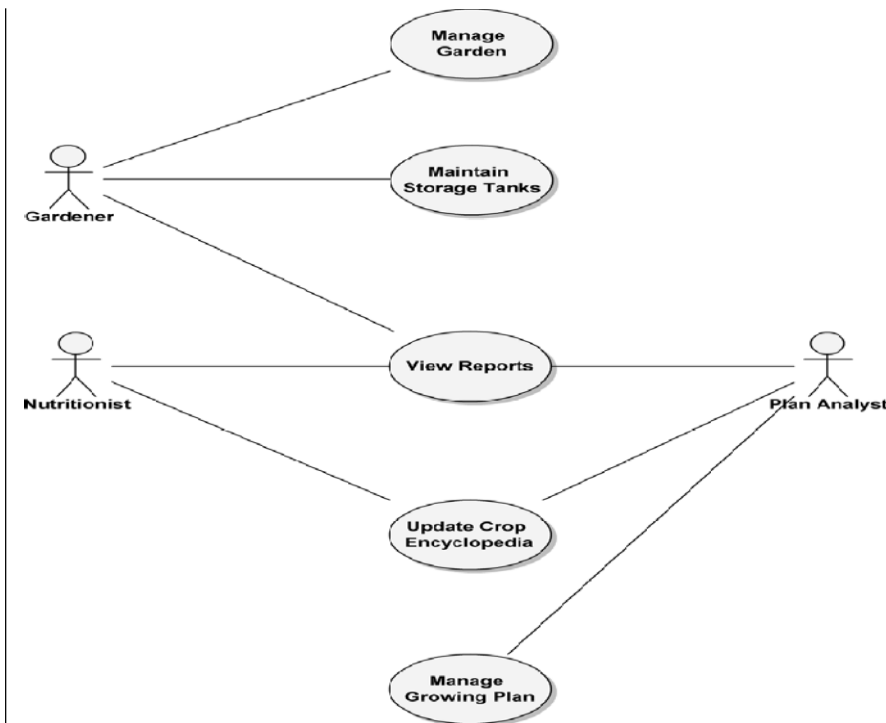 Manage
Garden
Maintain
Storage Tanks
Gardener
View Reports
Nutritionist
Plan Analyst
Update Crop
Encyclopedia
Manage
Growing Plan